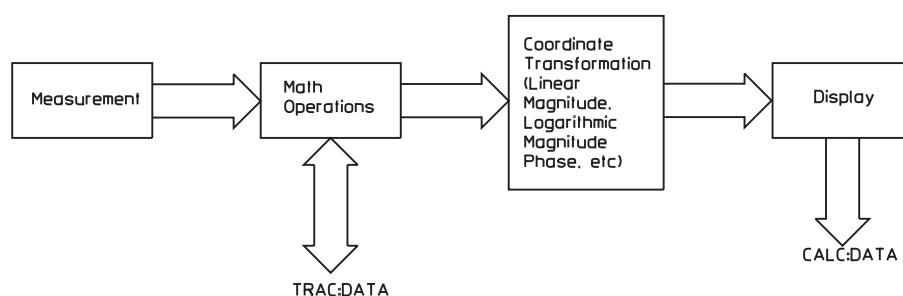 Measurement
Math
Operations
Coordinate
Transformation
(Linear
Magnitude,
Logarithmic
Magnitude
Phase, etc)
Display
TRAC:DATA
CALC:DATA